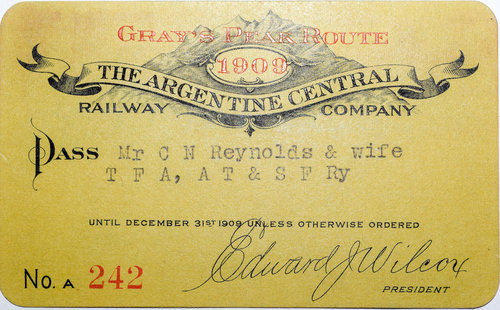 GRAY'S PEAK ROUTE
1909
THE ARGENTINE CENTRAL
RAILWAY COMPANY
PASS Mr C N Reynolds & wife
T F A, A T & S F Ry
UNTIL DECEMBER 31ST 1909 UNLESS OTHERWISE ORDERED
Edward J Wilcox
PRESIDENT
No. A 242